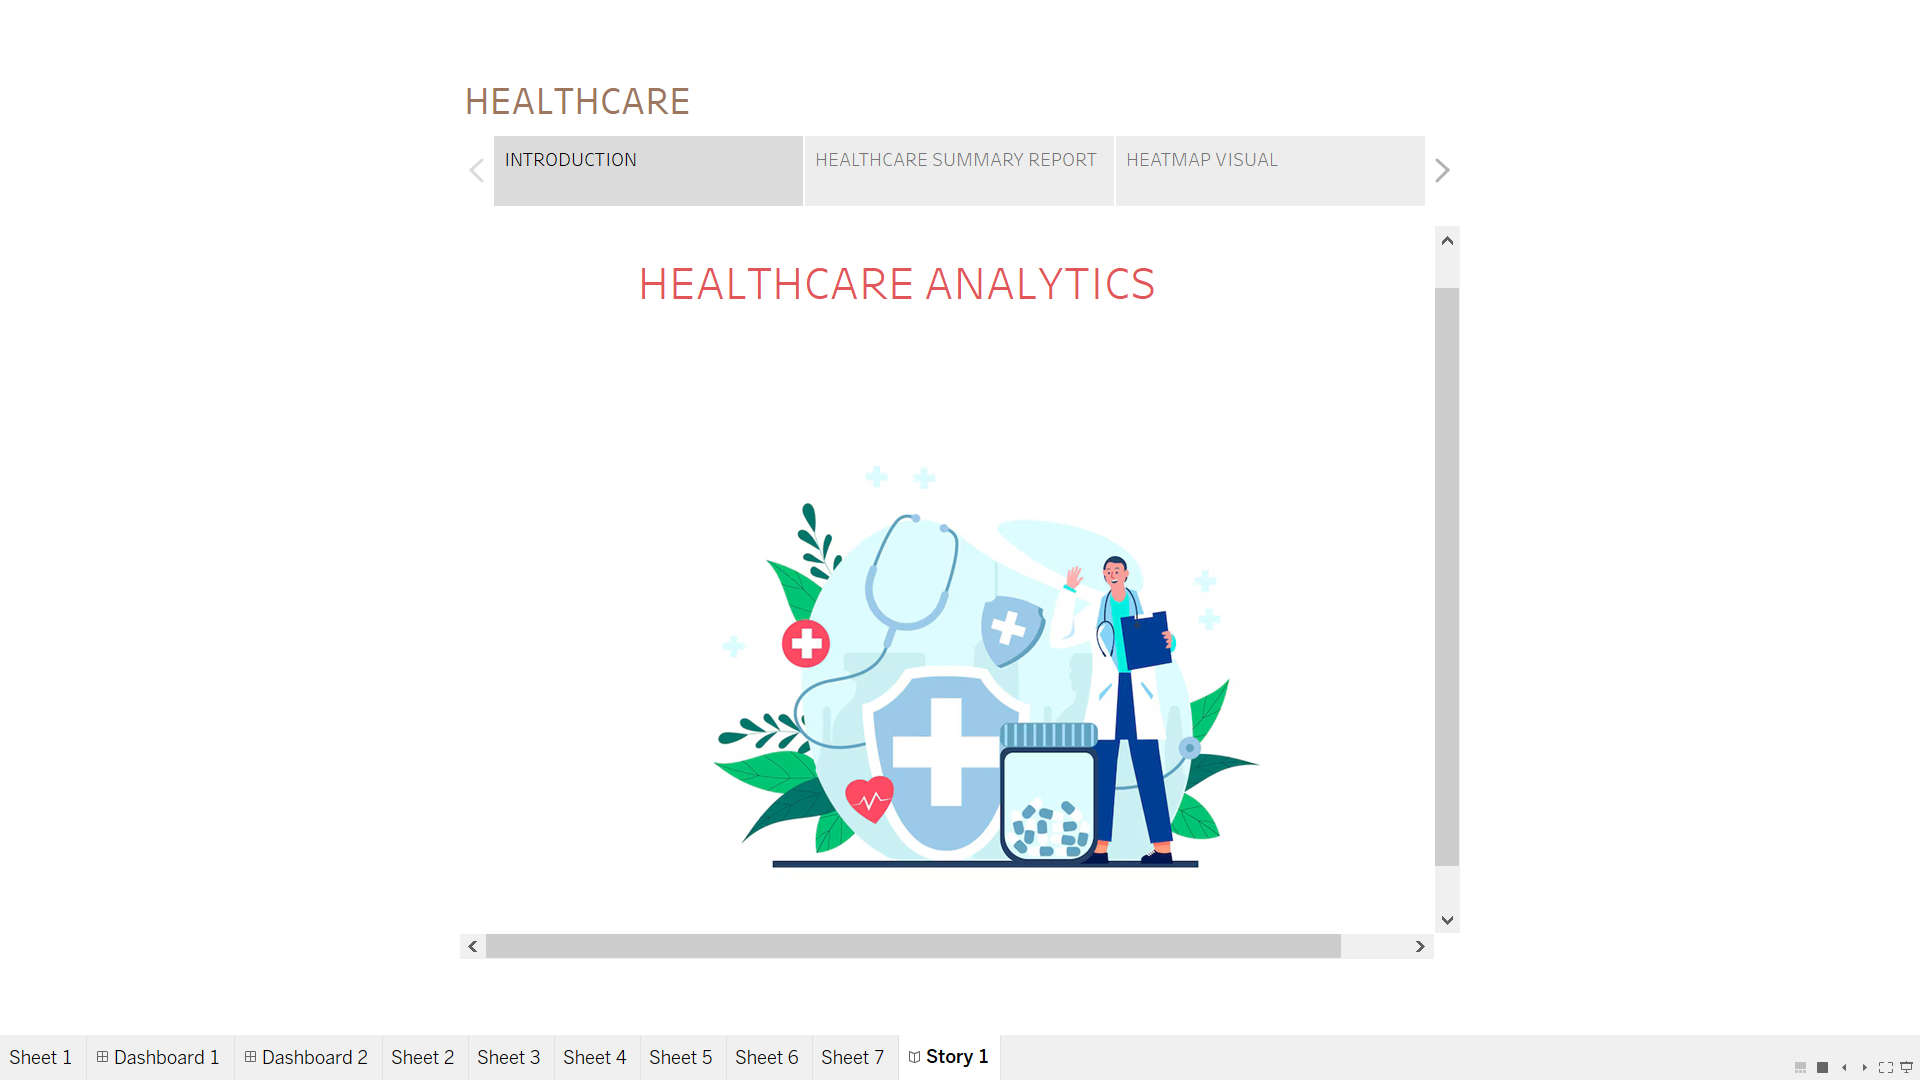 HEALTHCARE
INTRODUCTION
HEALTHCARE SUMMARY REPORT
HEATMAP VISUAL
HEALTHCARE ANALYTICS
Sheet 1
Dashboard 1
Dashboard 2
Sheet 2
Sheet 3
Sheet 4
Sheet 5
Sheet 6
Sheet 7
Story 1